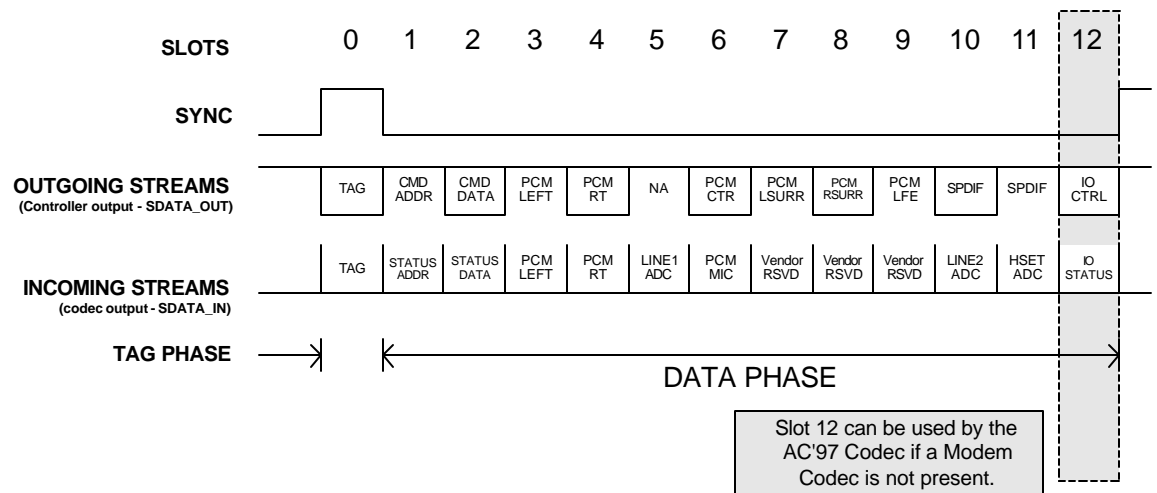 SLOTS 0 1 2 3 4 5 6 7 8 9 10 11 12
SYNC
OUTGOING STREAMS
(Controller output - SDATA_OUT)
TAG CMD ADDR CMD DATA PCM LEFT PCM RT NA PCM CTR PCM LSURR PCM RSURR PCM LFE SPDIF SPDIF IO CTRL
INCOMING STREAMS
(codec output - SDATA_IN)
TAG STATUS ADDR STATUS DATA PCM LEFT PCM RT LINE1 ADC PCM MIC Vendor RSVD Vendor RSVD Vendor RSVD LINE2 ADC HSET ADC IO STATUS
TAG PHASE
DATA PHASE
Slot 12 can be used by the
AC'97 Codec if a Modem
Codec is not present.